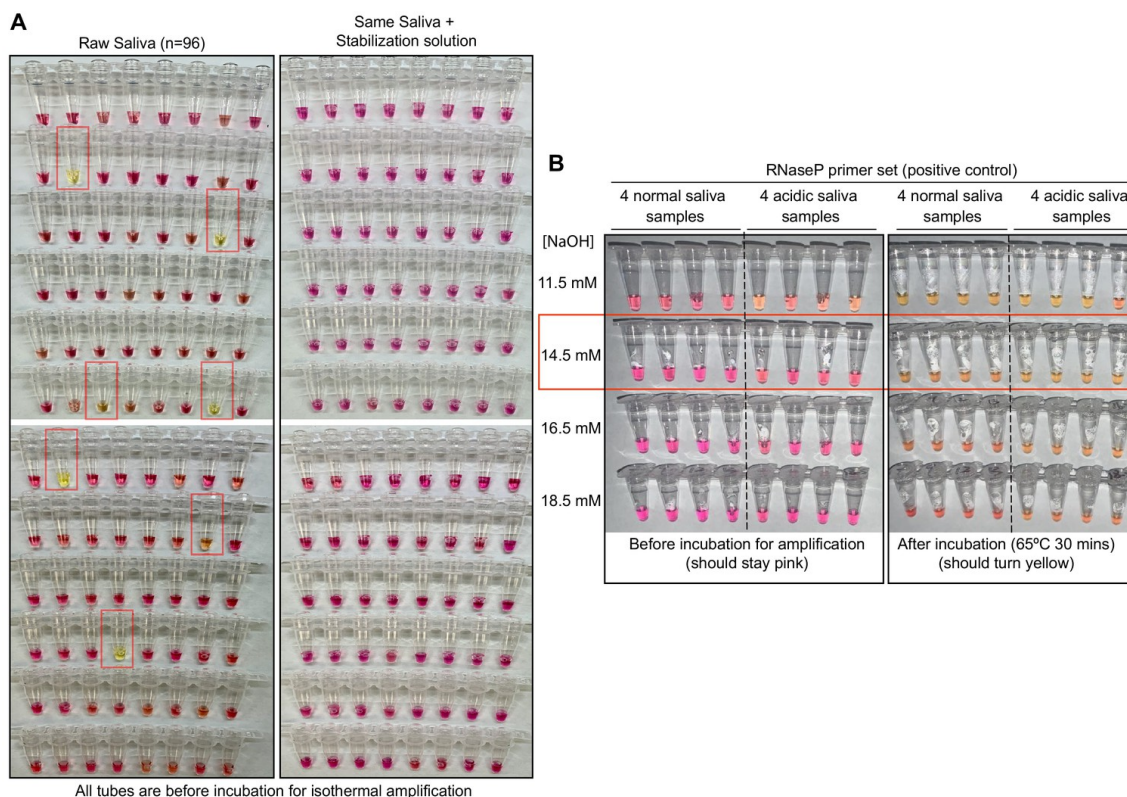 A
Raw Saliva (n=96)
Same Saliva +
Stabilization solution
All tubes are before incubation for isothermal amplification
B
RNaseP primer set (positive control)
4 normal saliva
samples
4 acidic saliva
samples
4 normal saliva
samples
4 acidic saliva
samples
[NaOH]
11.5 mM
14.5 mM
16.5 mM
18.5 mM
Before incubation for amplification
(should stay pink)
After incubation (65ºC 30 mins)
(should turn yellow)